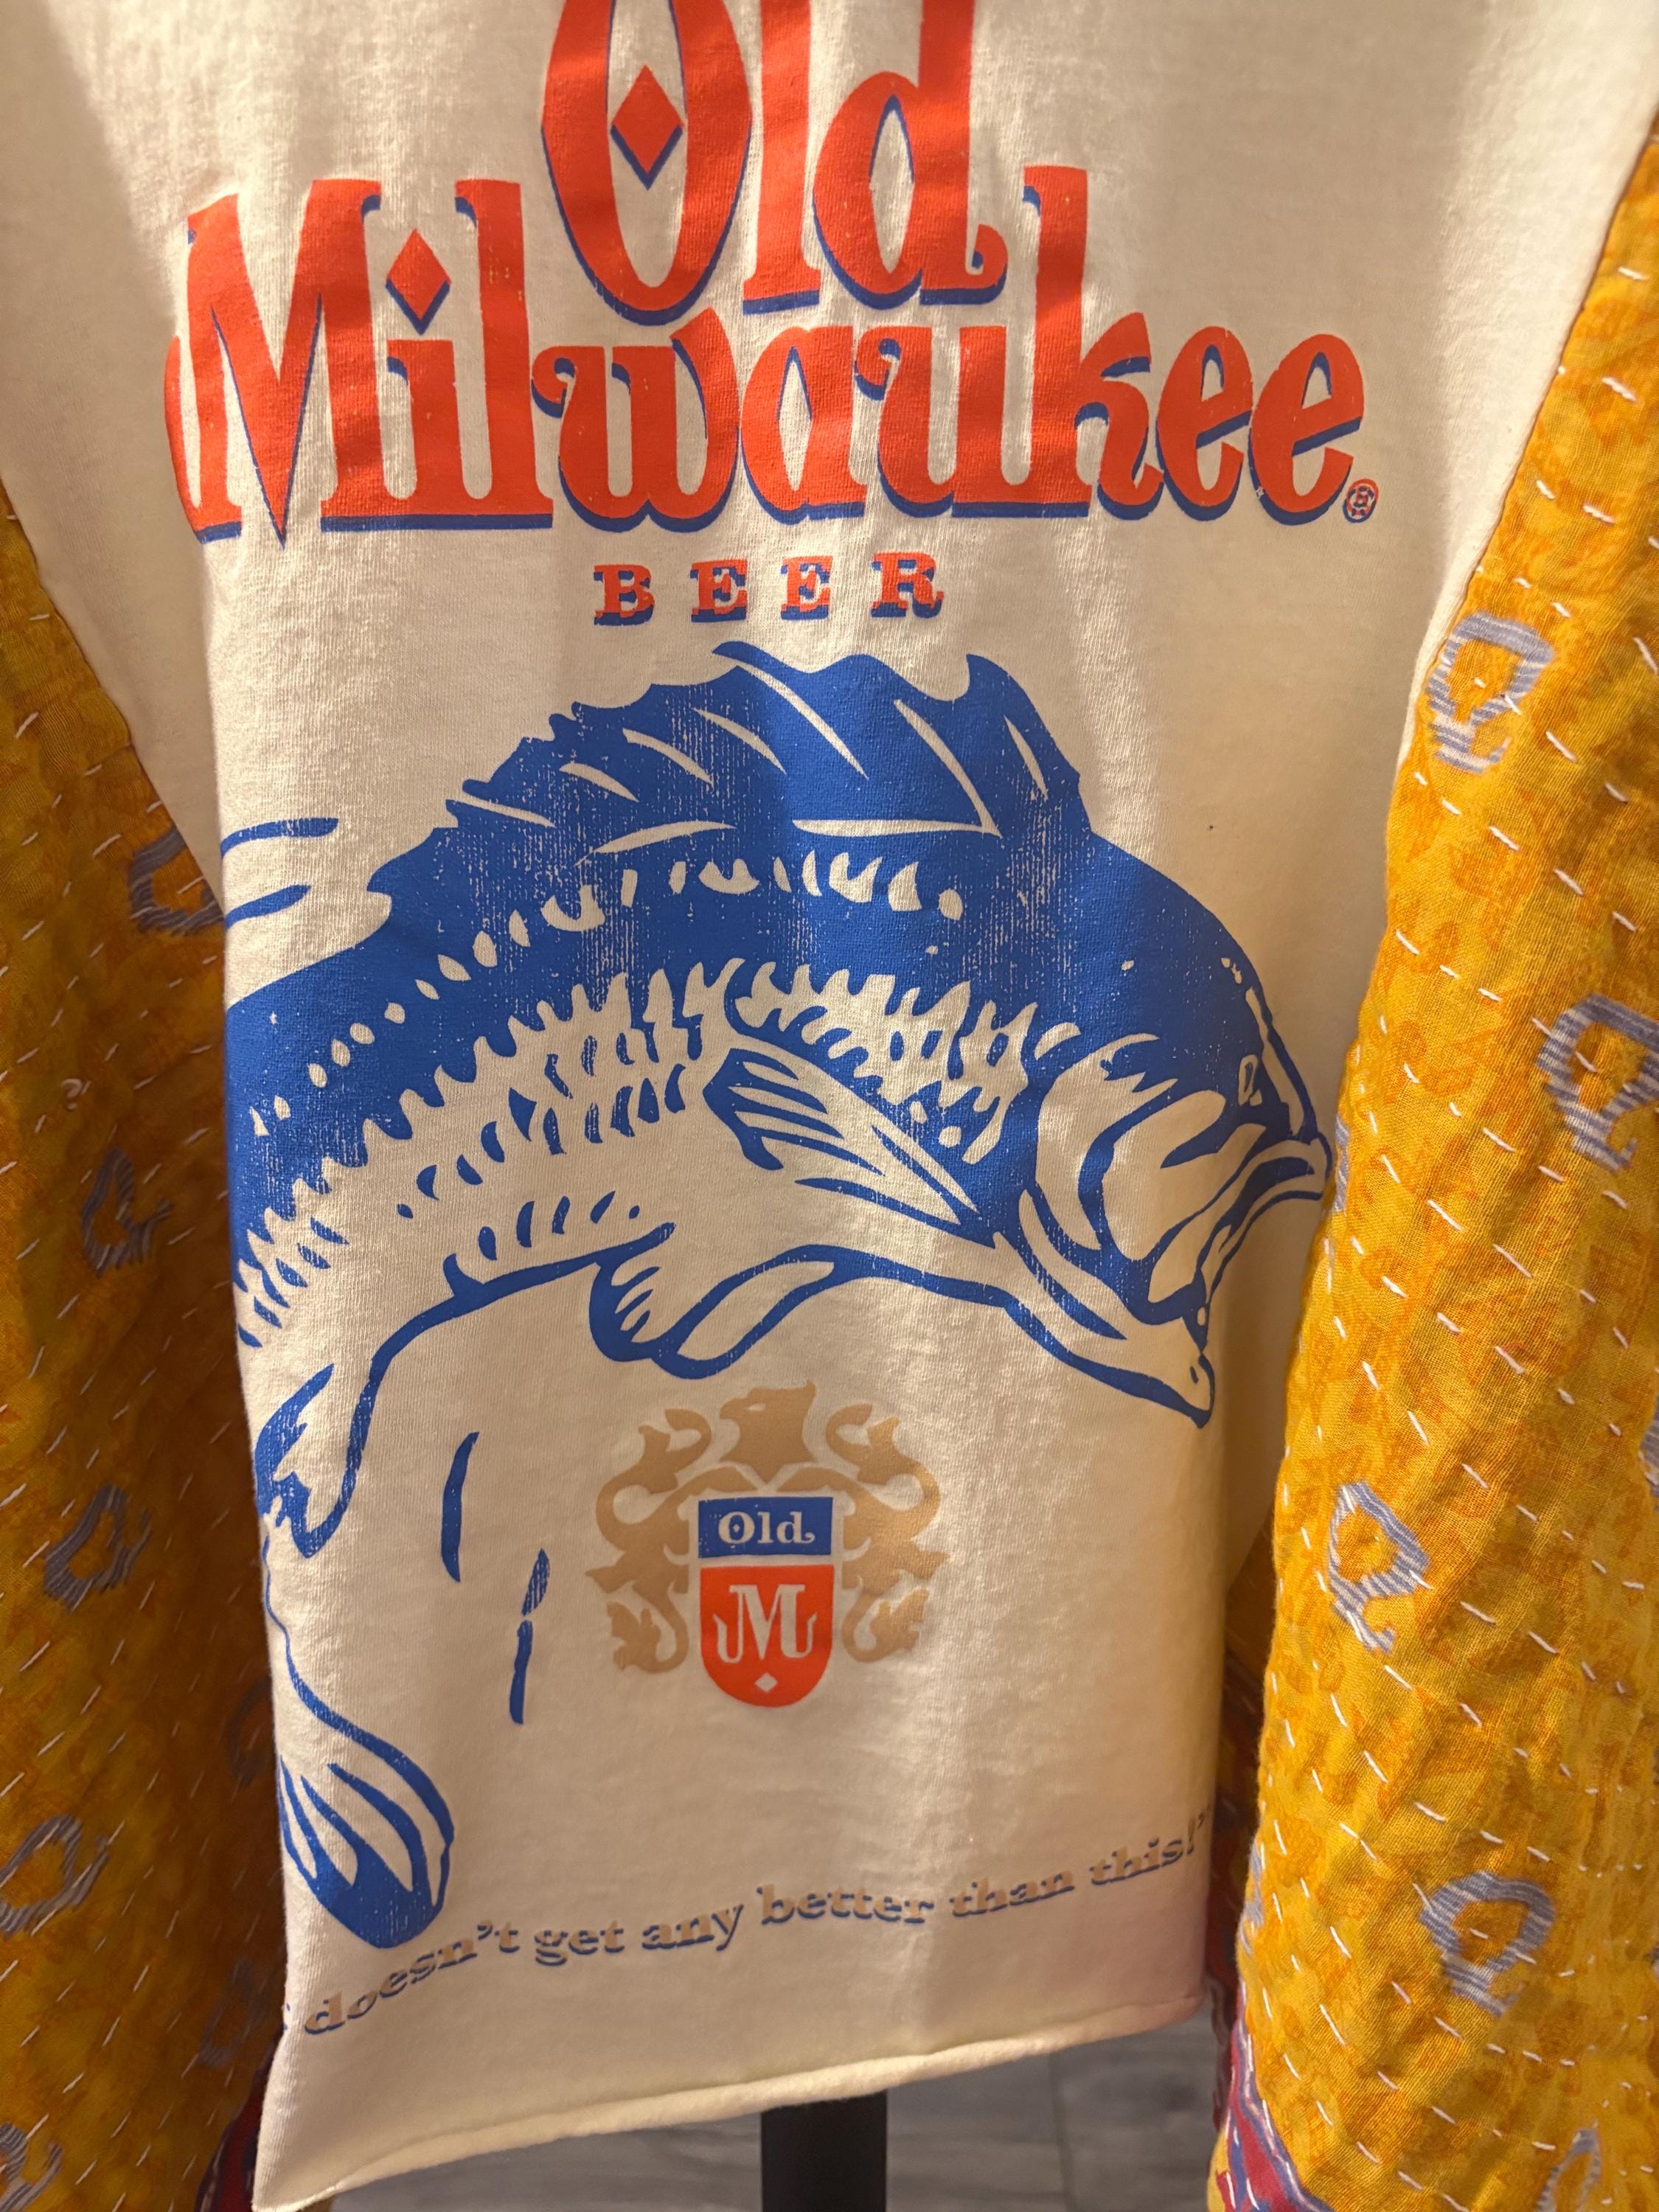 Old
Milwaukee®
BEER
Old
M
doesn't get any better than this!"